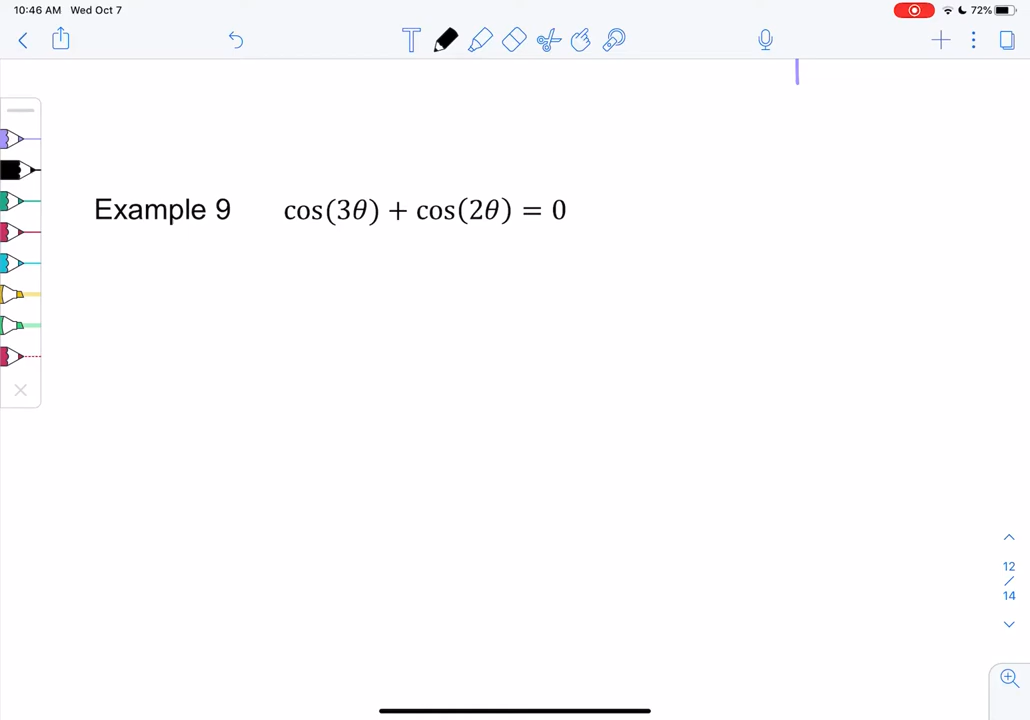 10:46 AM Wed Oct 7
72%
T
Example 9 cos(3θ) + cos(2θ) = 0
12
/
14